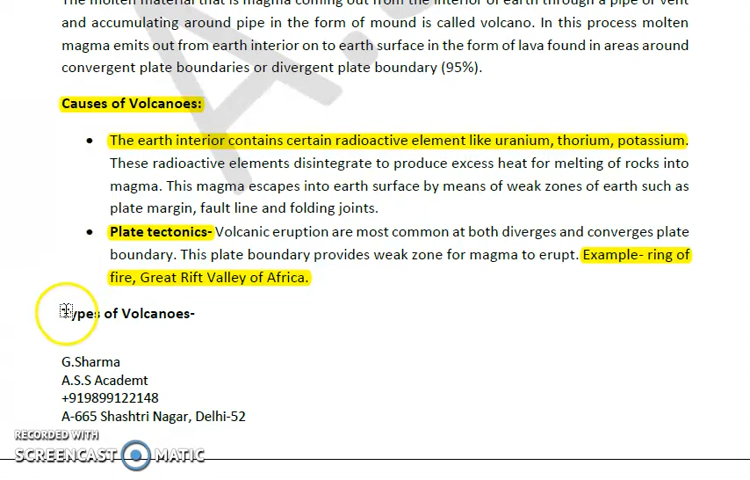 The molten material that is magma coming out from the interior of earth through a pipe or vent
and accumulating around pipe in the form of mound is called volcano. In this process molten
magma emits out from earth interior on to earth surface in the form of lava found in areas around
convergent plate boundaries or divergent plate boundary (95%).
Causes of Volcanoes:
• The earth interior contains certain radioactive element like uranium, thorium, potassium.
These radioactive elements disintegrate to produce excess heat for melting of rocks into
magma. This magma escapes into earth surface by means of weak zones of earth such as
plate margin, fault line and folding joints.
• Plate tectonics- Volcanic eruption are most common at both diverges and converges plate
boundary. This plate boundary provides weak zone for magma to erupt. Example- ring of
fire, Great Rift Valley of Africa.
Types of Volcanoes-
G.Sharma
A.S.S Academt
+919899122148
A-665 Shashtri Nagar, Delhi-52
RECORDED WITH
SCREENCAST MATIC